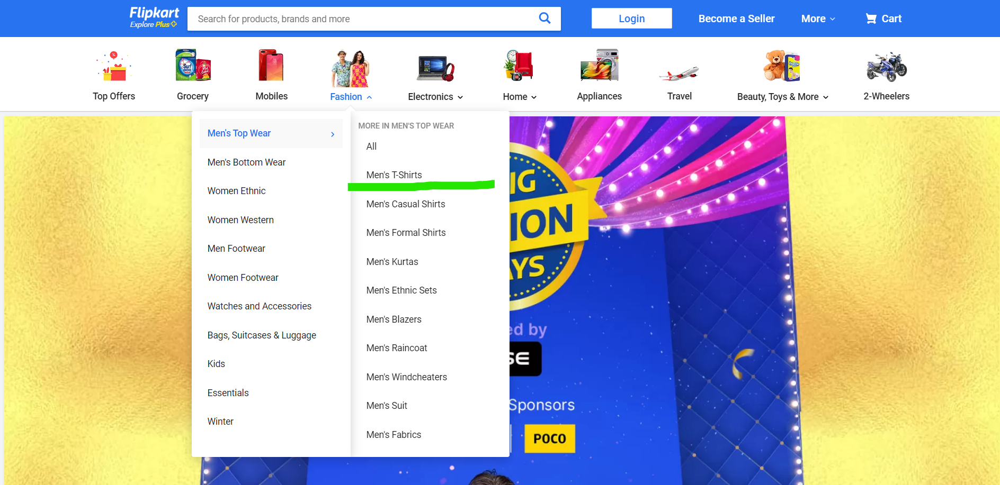 Flipkart
Explore Plus
Search for products, brands and more
Login
Become a Seller
More
Cart
Top Offers
Grocery
Mobiles
Fashion
Electronics
Home
Appliances
Travel
Beauty, Toys & More
2-Wheelers
Men's Top Wear
Men's Bottom Wear
Women Ethnic
Women Western
Men Footwear
Women Footwear
Watches and Accessories
Bags, Suitcases & Luggage
Kids
Essentials
Winter
MORE IN MEN'S TOP WEAR
All
Men's T-Shirts
Men's Casual Shirts
Men's Formal Shirts
Men's Kurtas
Men's Ethnic Sets
Men's Blazers
Men's Raincoat
Men's Windcheaters
Men's Suit
Men's Fabrics
IG
ION
AYS
ed by
SE
Sponsors
POCO